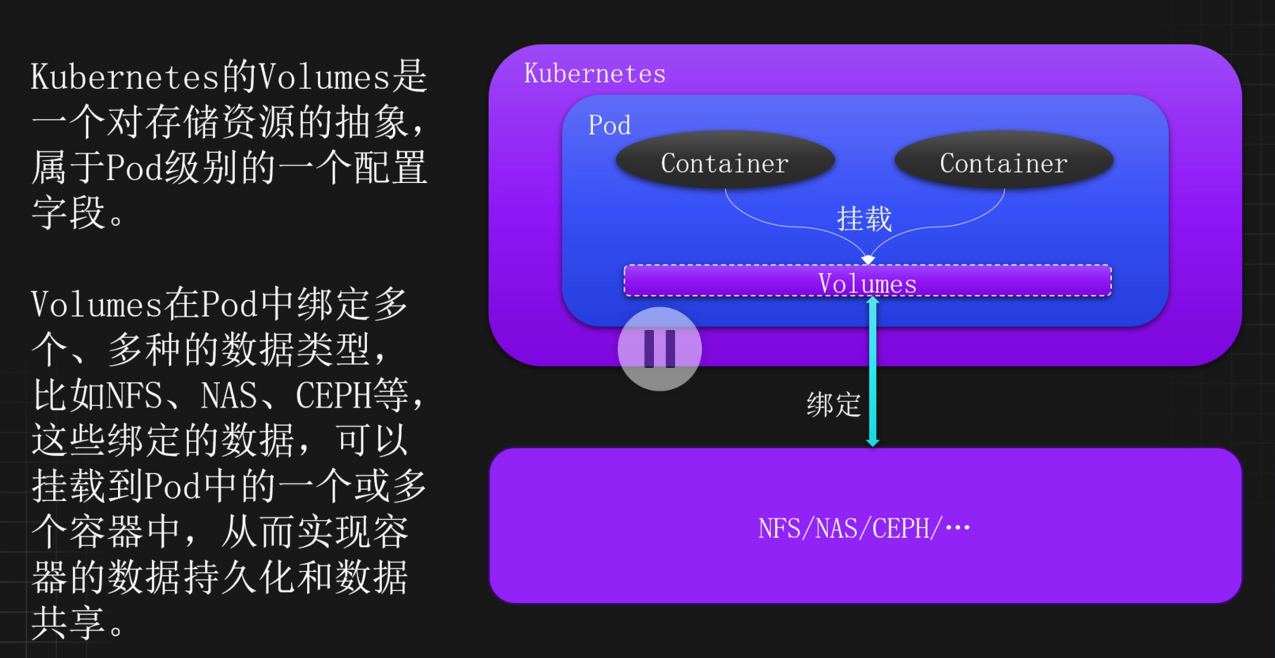 Kubernetes的Volumes是
一个对存储资源的抽象，
属于Pod级别的一个配置
字段。
Volumes在Pod中绑定多
个、多种的数据类型，
比如NFS、NAS、CEPH等，
这些绑定的数据，可以
挂载到Pod中的一个或多
个容器中，从而实现容
器的数据持久化和数据
共享。
Kubernetes
Pod
Container
Container
挂载
Volumes
绑定
NFS/NAS/CEPH/…